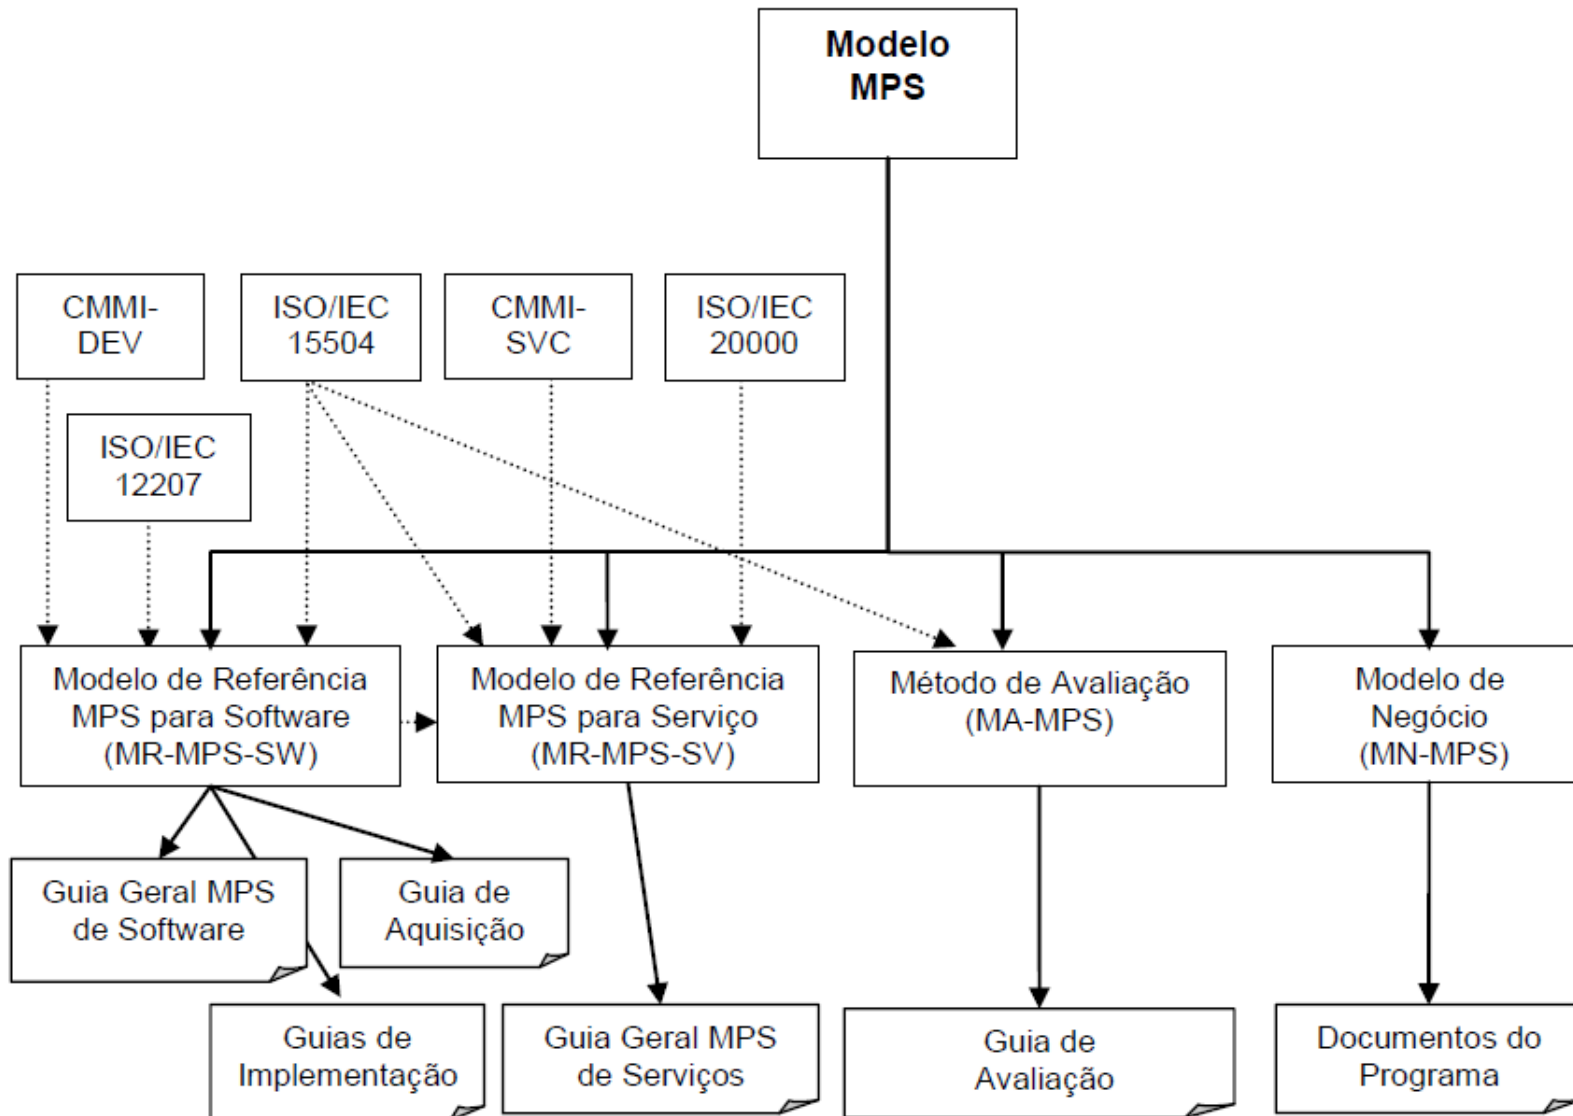 Modelo
MPS
CMMI-
DEV
ISO/IEC
15504
CMMI-
SVC
ISO/IEC
20000
ISO/IEC
12207
Modelo de Referência
MPS para Software
(MR-MPS-SW)
Modelo de Referência
MPS para Serviço
(MR-MPS-SV)
Método de Avaliação
(MA-MPS)
Modelo de
Negócio
(MN-MPS)
Guia Geral MPS
de Software
Guia de
Aquisição
Guias de
Implementação
Guia Geral MPS
de Serviços
Guia de
Avaliação
Documentos do
Programa